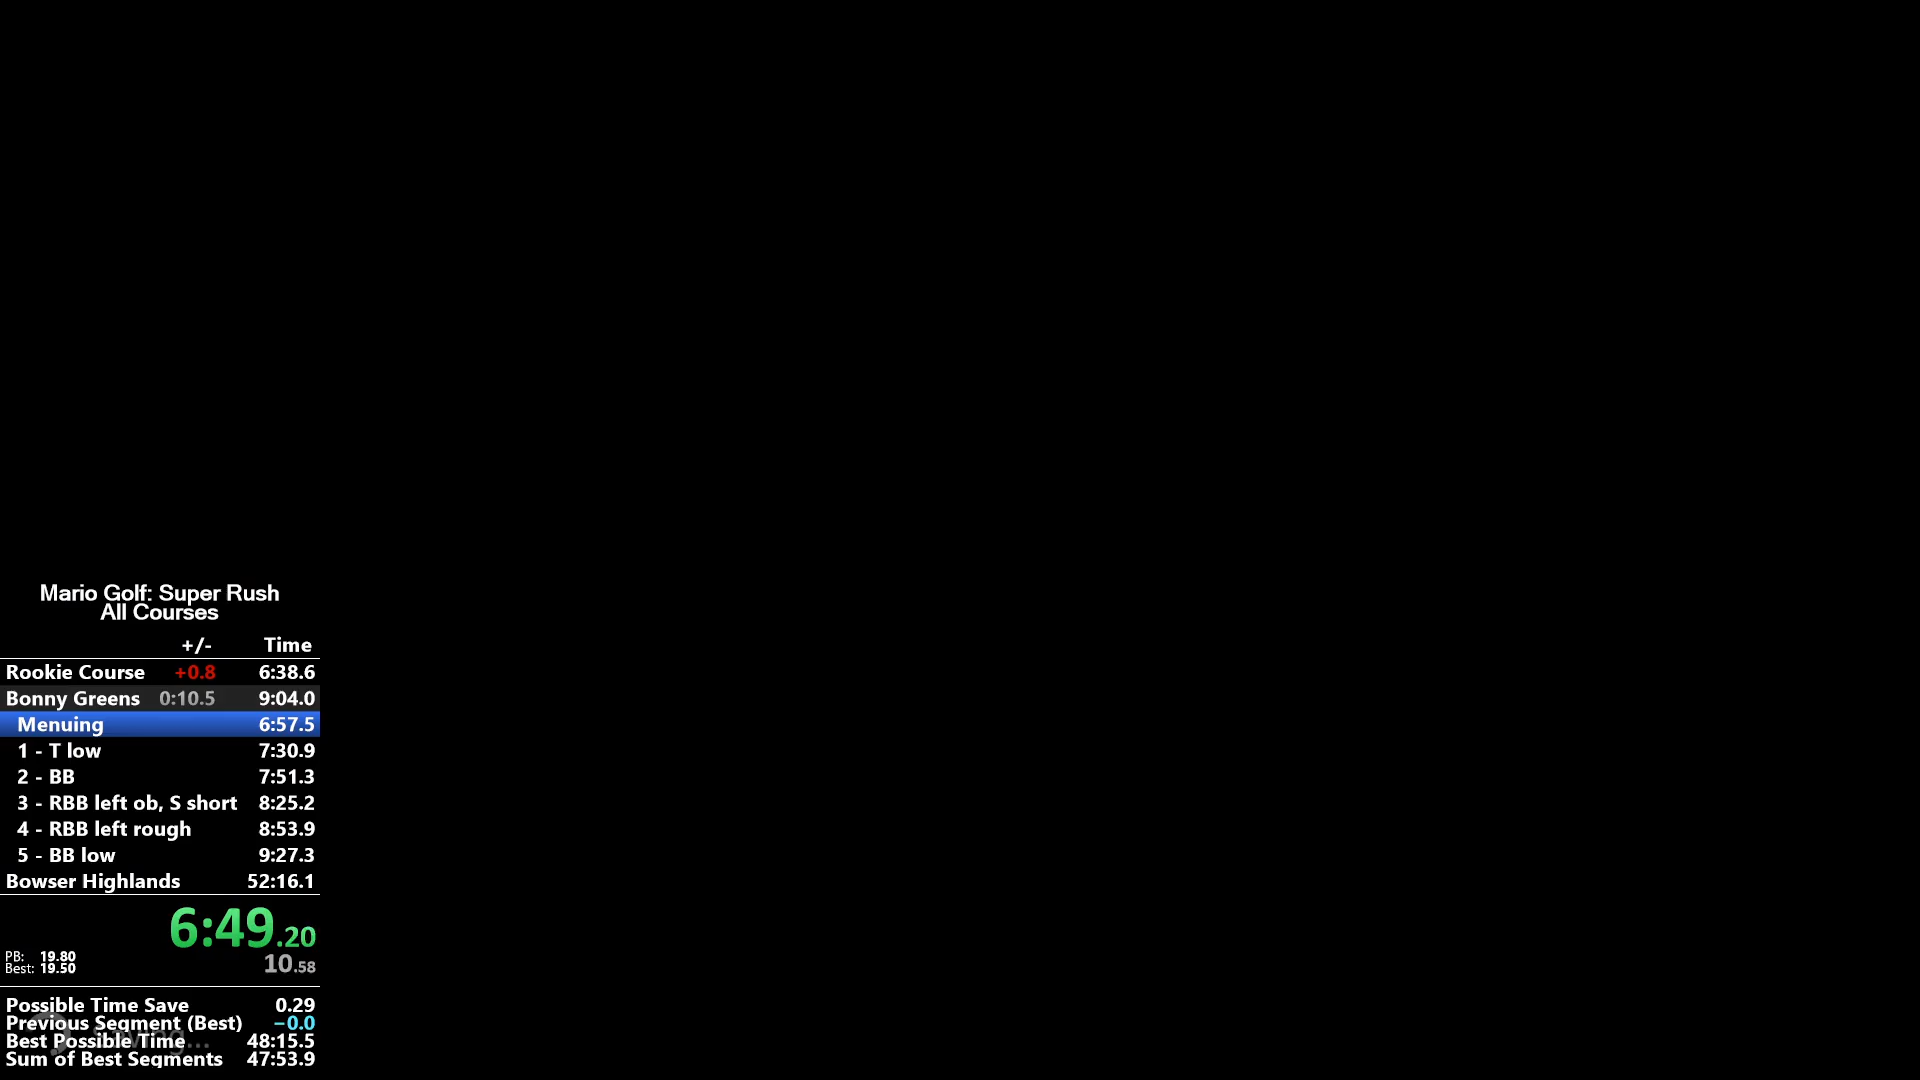 Mario Golf: Super Rush
All Courses
+/- Time
Rookie Course +0.8 6:38.6
Bonny Greens 0:10.5 9:04.0
Menuing 6:57.5
1 - T low 7:30.9
2 - BB 7:51.3
3 - RBB left ob, S short 8:25.2
4 - RBB left rough 8:53.9
5 - BB low 9:27.3
Bowser Highlands 52:16.1
6:49.20
PB: 19.80
Best: 19.50
10.58
Possible Time Save 0.29
Previous Segment (Best) −0.0
Saving...
Best Possible Time 48:15.5
Sum of Best Segments 47:53.9